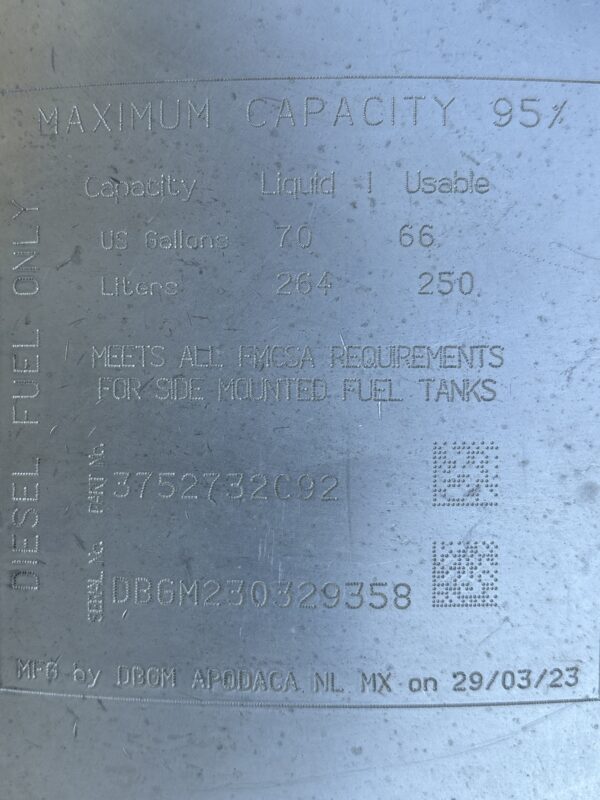 MAXIMUM CAPACITY 95%
Capacity Liquid | Usable
US Gallons 70 66
Liters 264 250
MEETS ALL FMCSA REQUIREMENTS
FOR SIDE MOUNTED FUEL TANKS
PART No. 3752732C92
SERIAL No. DBGM230329358
MFG by DBGM APODACA NL MX on 29/03/23
DIESEL FUEL ONLY